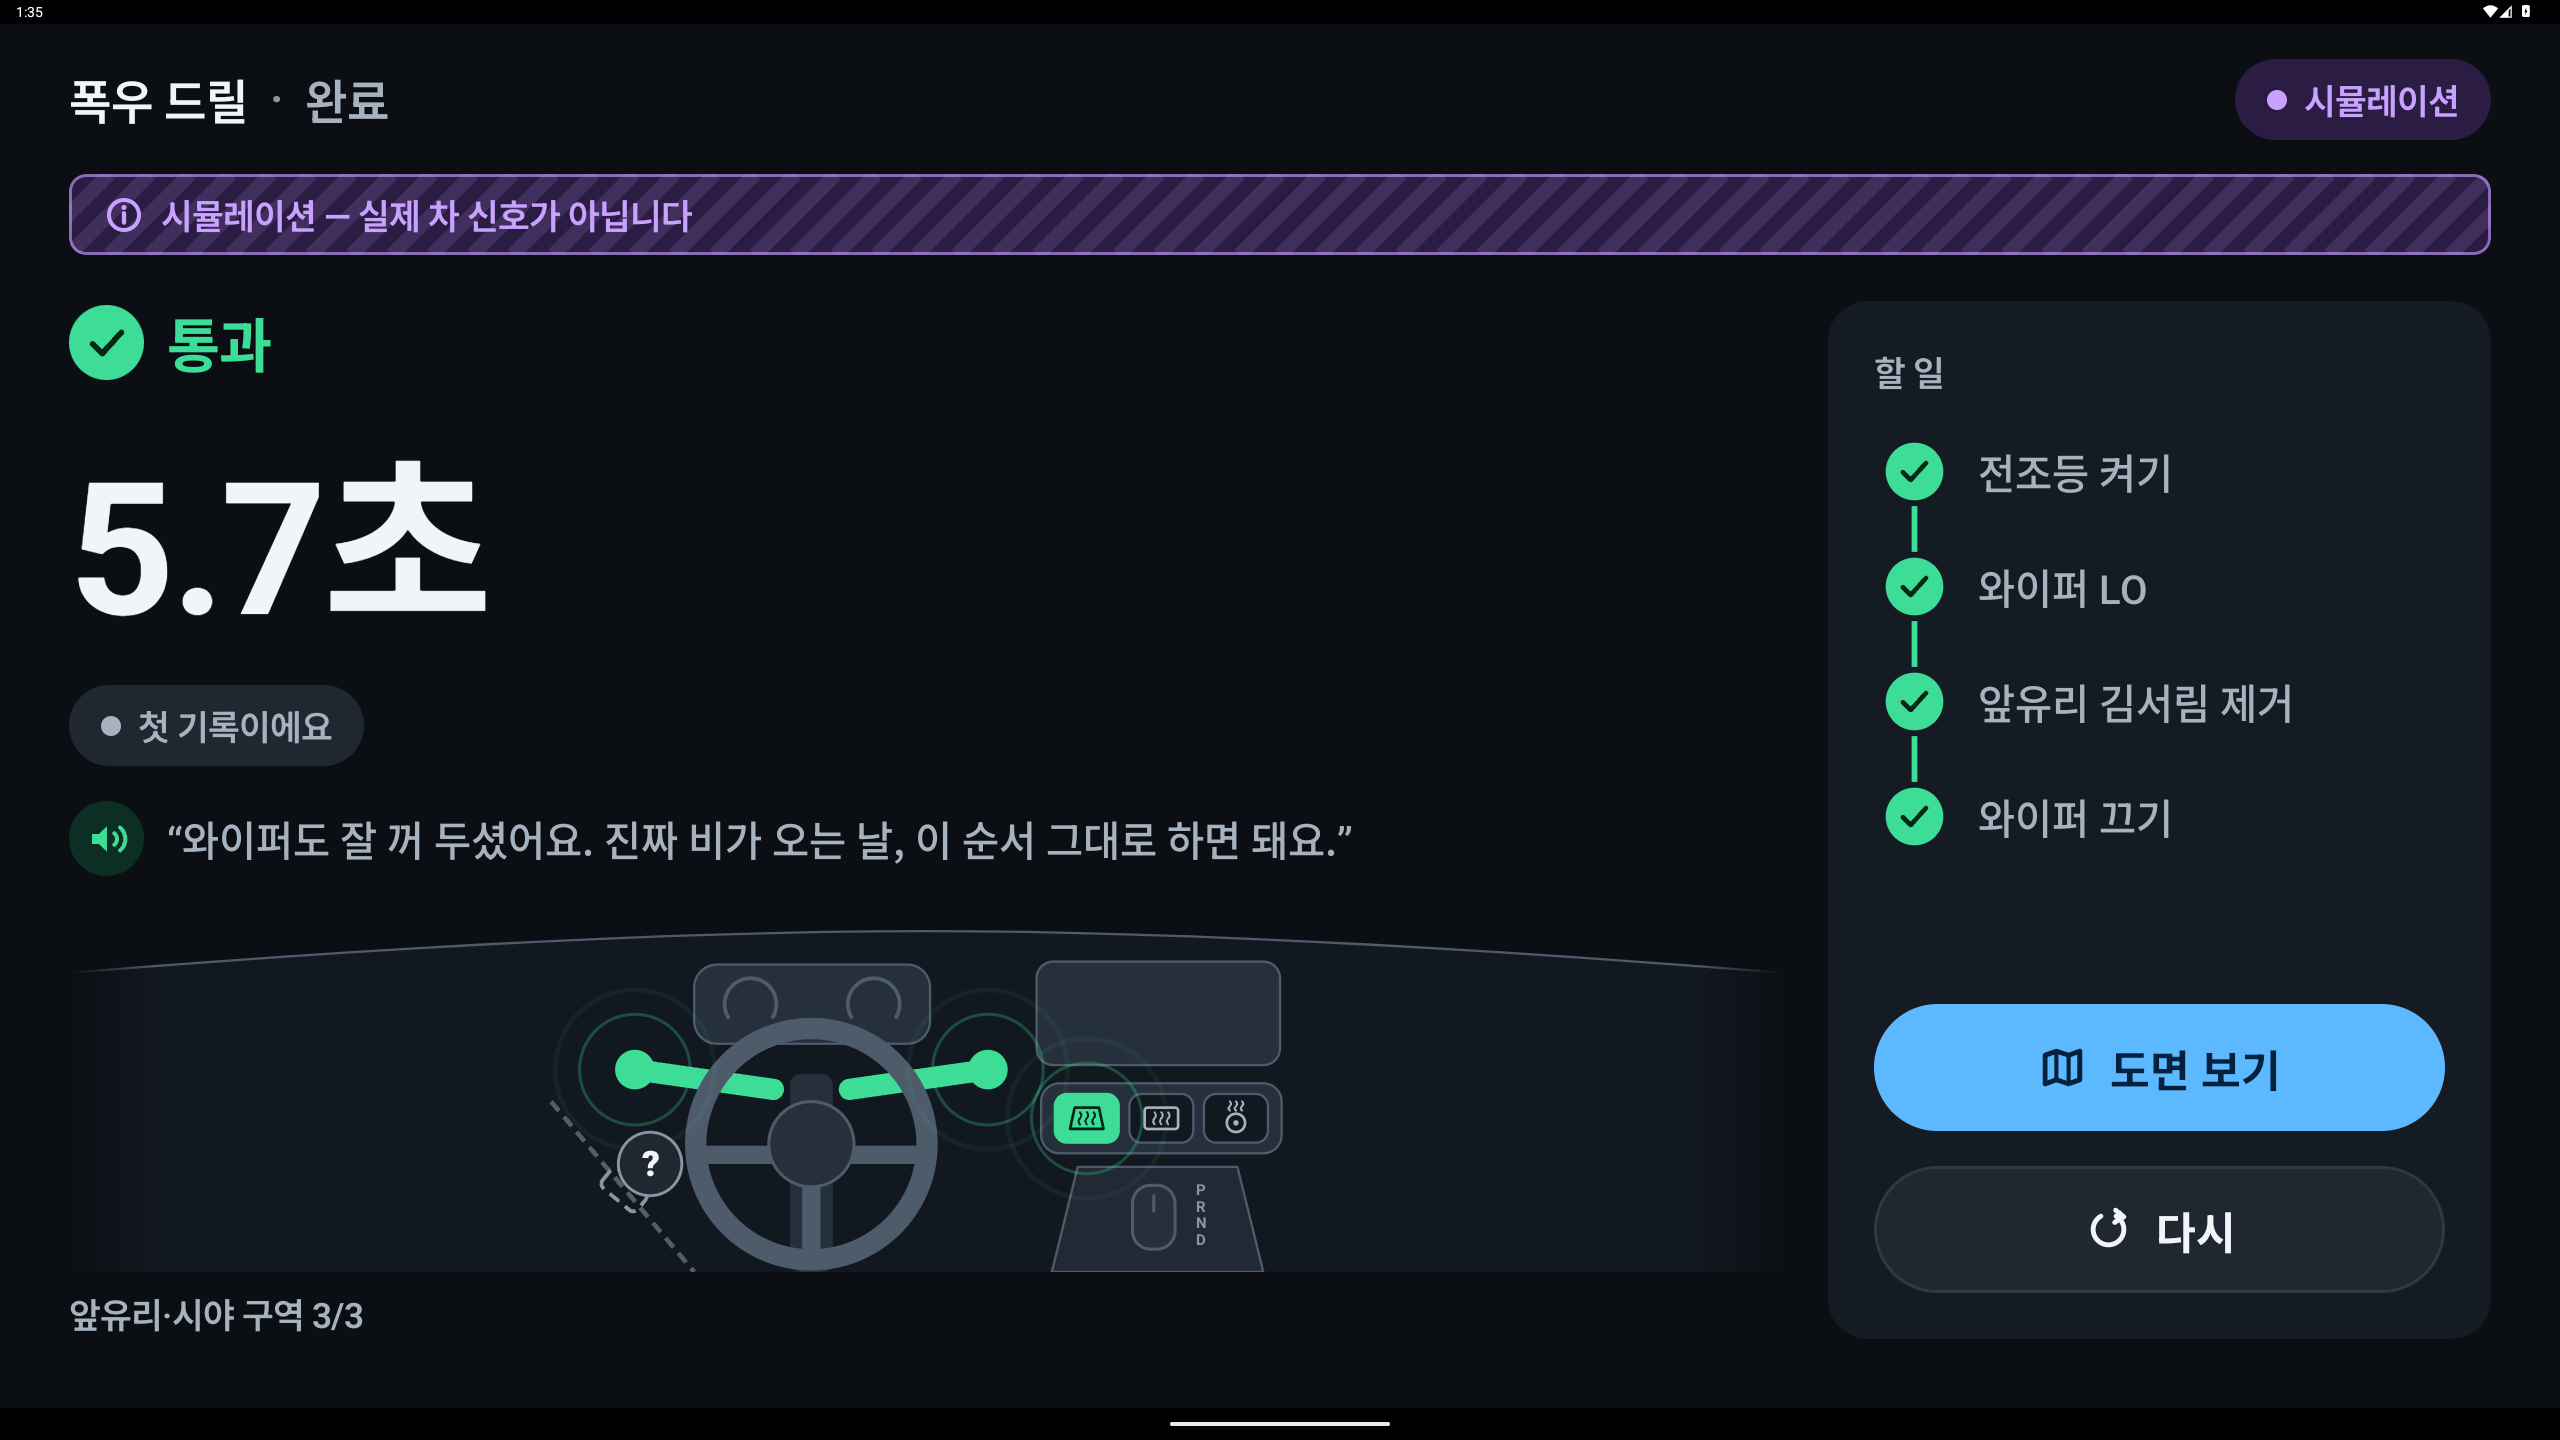 1:35
폭우 드릴 · 완료
시뮬레이션
시뮬레이션 – 실제 차 신호가 아닙니다
통과
5.7초
첫 기록이에요
“와이퍼도 잘 꺼 두셨어요. 진짜 비가 오는 날, 이 순서 그대로 하면 돼요.”
?
P
R
N
D
앞유리·시야 구역 3/3
할 일
전조등 켜기
와이퍼 LO
앞유리 김서림 제거
와이퍼 끄기
도면 보기
다시